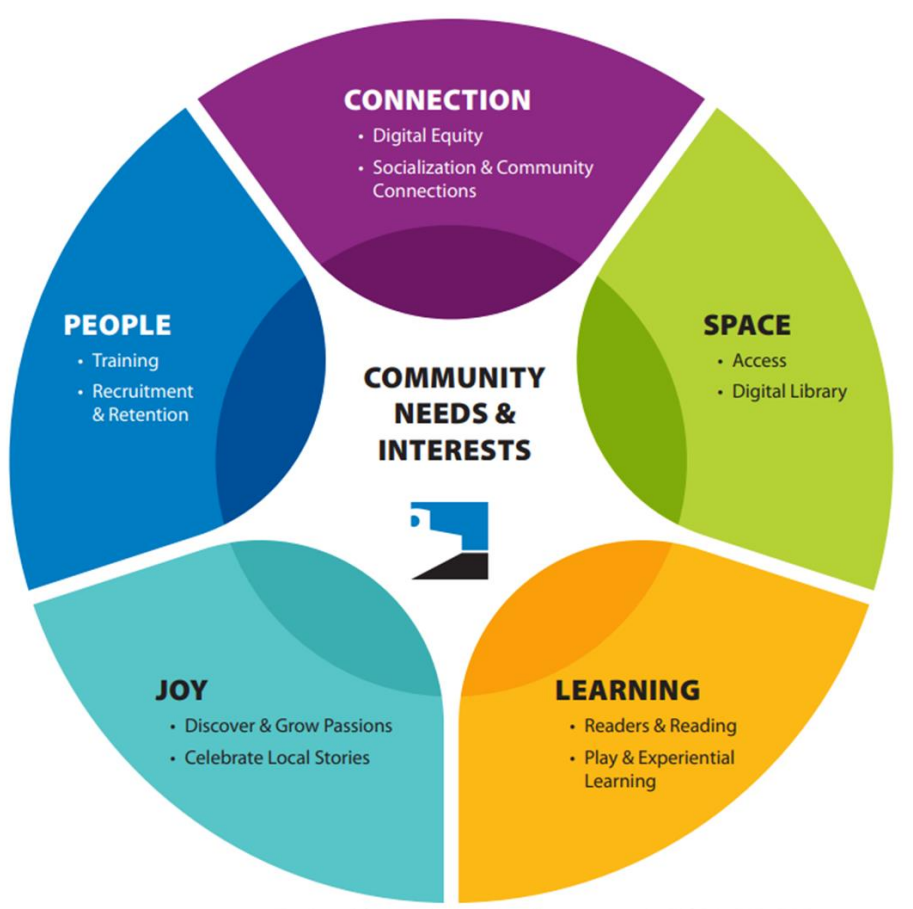 CONNECTION
• Digital Equity
• Socialization & Community
Connections
PEOPLE
• Training
• Recruitment
& Retention
SPACE
• Access
• Digital Library
COMMUNITY
NEEDS &
INTERESTS
JOY
• Discover & Grow Passions
• Celebrate Local Stories
LEARNING
• Readers & Reading
• Play & Experiential
Learning